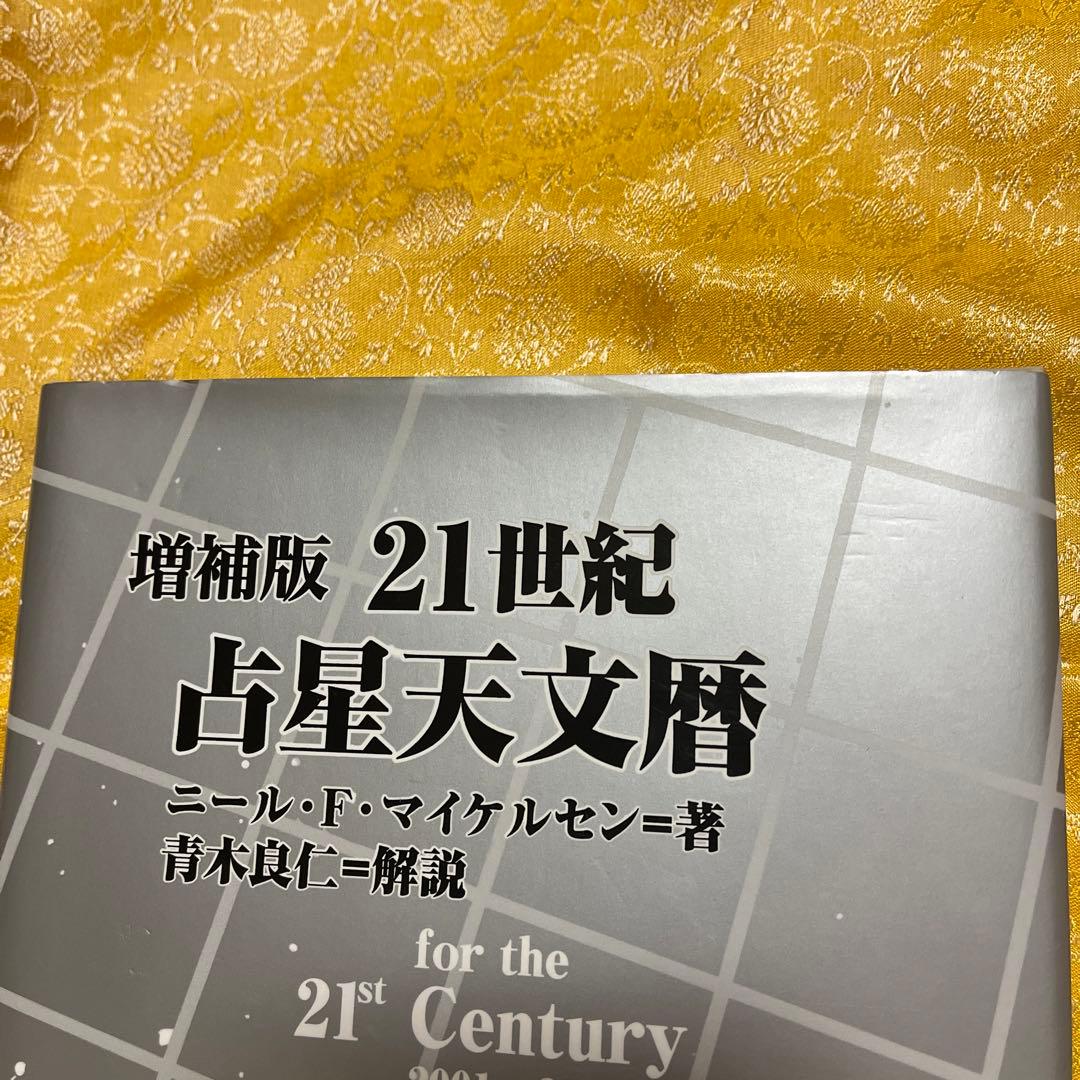 増補版 21世紀
占星天文暦
ニール・F・マイケルセン=著
青木良仁=解説
for the
21st Century